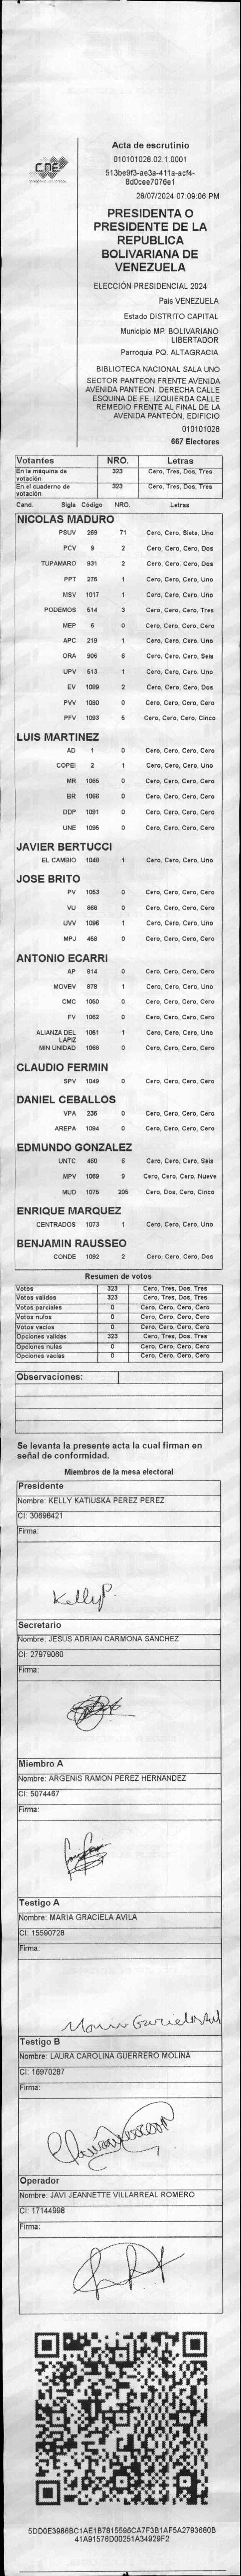 CNE
Acta de escrutinio
010101028.02.1.0001
513be9f3-ae3a-411a-acf4-
8d0cee7076e1
28/07/2024 07:09:06 PM
PRESIDENTA O
PRESIDENTE DE LA
REPUBLICA
BOLIVARIANA DE
VENEZUELA
ELECCIÓN PRESIDENCIAL 2024
País VENEZUELA
Estado DISTRITO CAPITAL
Municipio MP. BOLIVARIANO
LIBERTADOR
Parroquia PQ. ALTAGRACIA
BIBLIOTECA NACIONAL SALA UNO
SECTOR PANTEON FRENTE AVENIDA
AVENIDA PANTEON. DERECHA CALLE
ESQUINA DE FE. IZQUIERDA CALLE
REMEDIO FRENTE AL FINAL DE LA
AVENIDA PANTEÓN, EDIFICIO
010101028
667 Electores
Votantes NRO. Letras
En la máquina de votación 323 Cero, Tres, Dos, Tres
En el cuaderno de votación 323 Cero, Tres, Dos, Tres
Cand. Sigla Código NRO. Letras
NICOLAS MADURO
PSUV 269 71 Cero, Cero, Siete, Uno
PCV 9 2 Cero, Cero, Cero, Dos
TUPAMARO 931 2 Cero, Cero, Cero, Dos
PPT 276 1 Cero, Cero, Cero, Uno
MSV 1017 1 Cero, Cero, Cero, Uno
PODEMOS 514 3 Cero, Cero, Cero, Tres
MEP 6 0 Cero, Cero, Cero, Cero
APC 219 1 Cero, Cero, Cero, Uno
ORA 906 6 Cero, Cero, Cero, Seis
UPV 513 1 Cero, Cero, Cero, Uno
EV 1089 2 Cero, Cero, Cero, Dos
PVV 1090 0 Cero, Cero, Cero, Cero
PFV 1093 5 Cero, Cero, Cero, Cinco
LUIS MARTINEZ
AD 1 0 Cero, Cero, Cero, Cero
COPEI 2 1 Cero, Cero, Cero, Uno
MR 1065 0 Cero, Cero, Cero, Cero
BR 1066 0 Cero, Cero, Cero, Cero
DDP 1091 0 Cero, Cero, Cero, Cero
UNE 1095 0 Cero, Cero, Cero, Cero
JAVIER BERTUCCI
EL CAMBIO 1048 1 Cero, Cero, Cero, Uno
JOSE BRITO
PV 1053 0 Cero, Cero, Cero, Cero
VU 868 0 Cero, Cero, Cero, Cero
UVV 1096 1 Cero, Cero, Cero, Uno
MPJ 458 0 Cero, Cero, Cero, Cero
ANTONIO ECARRI
AP 814 0 Cero, Cero, Cero, Cero
MOVEV 878 1 Cero, Cero, Cero, Uno
CMC 1050 0 Cero, Cero, Cero, Cero
FV 1062 0 Cero, Cero, Cero, Cero
ALIANZA DEL LAPIZ 1051 1 Cero, Cero, Cero, Uno
MIN UNIDAD 1068 0 Cero, Cero, Cero, Cero
CLAUDIO FERMIN
SPV 1049 0 Cero, Cero, Cero, Cero
DANIEL CEBALLOS
VPA 236 0 Cero, Cero, Cero, Cero
AREPA 1094 0 Cero, Cero, Cero, Cero
EDMUNDO GONZALEZ
UNTC 460 6 Cero, Cero, Cero, Seis
MPV 1069 9 Cero, Cero, Cero, Nueve
MUD 1075 205 Cero, Dos, Cero, Cinco
ENRIQUE MARQUEZ
CENTRADOS 1073 1 Cero, Cero, Cero, Uno
BENJAMIN RAUSSEO
CONDE 1092 2 Cero, Cero, Cero, Dos
Resumen de votos
Votos 323 Cero, Tres, Dos, Tres
Votos validos 323 Cero, Tres, Dos, Tres
Votos parciales 0 Cero, Cero, Cero, Cero
Votos nulos 0 Cero, Cero, Cero, Cero
Votos vacios 0 Cero, Cero, Cero, Cero
Opciones validas 323 Cero, Tres, Dos, Tres
Opciones nulas 0 Cero, Cero, Cero, Cero
Opciones vacias 0 Cero, Cero, Cero, Cero
Observaciones:
Se levanta la presente acta la cual firman en
señal de conformidad.
Miembros de la mesa electoral
Presidente
Nombre: KELLY KATIUSKA PEREZ PEREZ
CI: 30698421
Firma:
KellyP.
Secretario
Nombre: JESUS ADRIAN CARMONA SANCHEZ
CI: 27979060
Firma:
Miembro A
Nombre: ARGENIS RAMON PEREZ HERNANDEZ
CI: 5074467
Firma:
Testigo A
Nombre: MARIA GRACIELA AVILA
CI: 15590728
Firma:
Testigo B
Nombre: LAURA CAROLINA GUERRERO MOLINA
CI: 16970287
Firma:
Operador
Nombre: JAVI JEANNETTE VILLARREAL ROMERO
CI: 17144998
Firma:
5DD0E3986BC1AE1B7815596CA7F3B1AF5A2793680B
41A91576D00251A34929F2